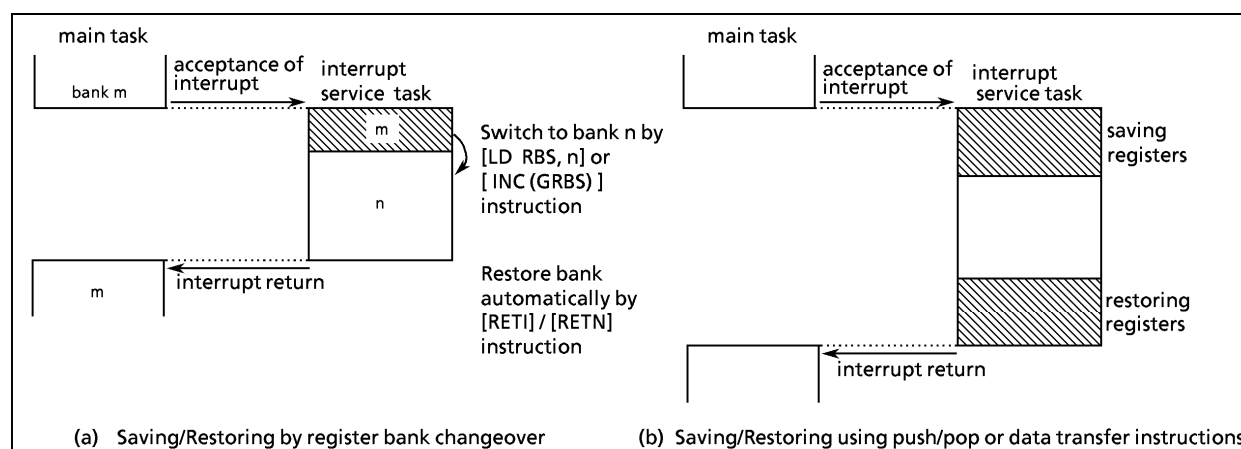 main task
bank m
acceptance of
interrupt
interrupt
service task
m
n
Switch to bank n by
[LD RBS, n] or
[ INC (GRBS) ]
instruction
interrupt return
m
Restore bank
automatically by
[RETI] / [RETN]
instruction
(a) Saving/Restoring by register bank changeover
main task
acceptance of
interrupt
interrupt
service task
saving
registers
restoring
registers
interrupt return
(b) Saving/Restoring using push/pop or data transfer instructions